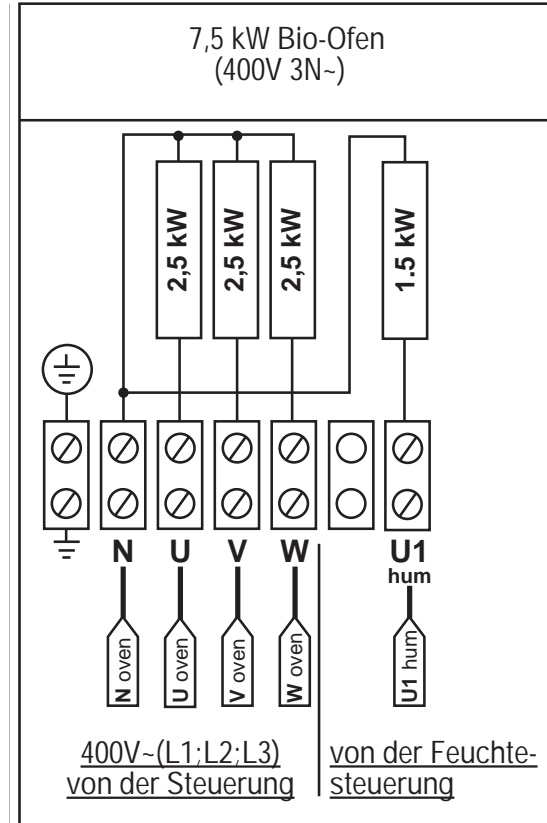 7,5 kW Bio-Ofen
(400V 3N~)
2,5 kW
2,5 kW
2,5 kW
1.5 kW
N
U
V
W
U1
hum
N oven
U oven
V oven
W oven
U1 hum
400V~(L1;L2;L3)
von der Steuerung
von der Feuchte-
steuerung